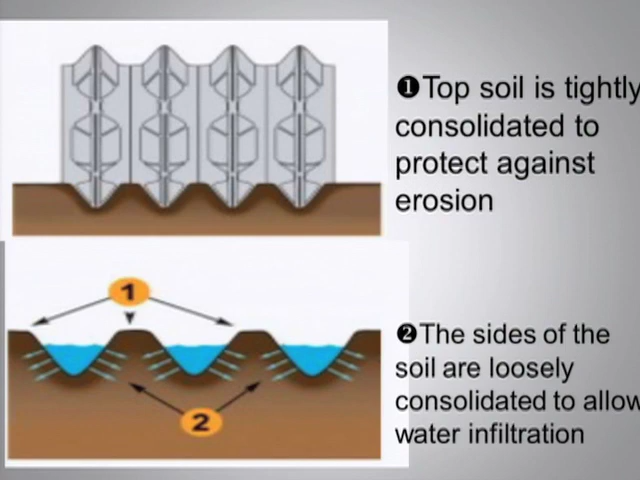 ❶Top soil is tightly
consolidated to
protect against
erosion
1
❷The sides of the
soil are loosely
consolidated to allow
water infiltration
2